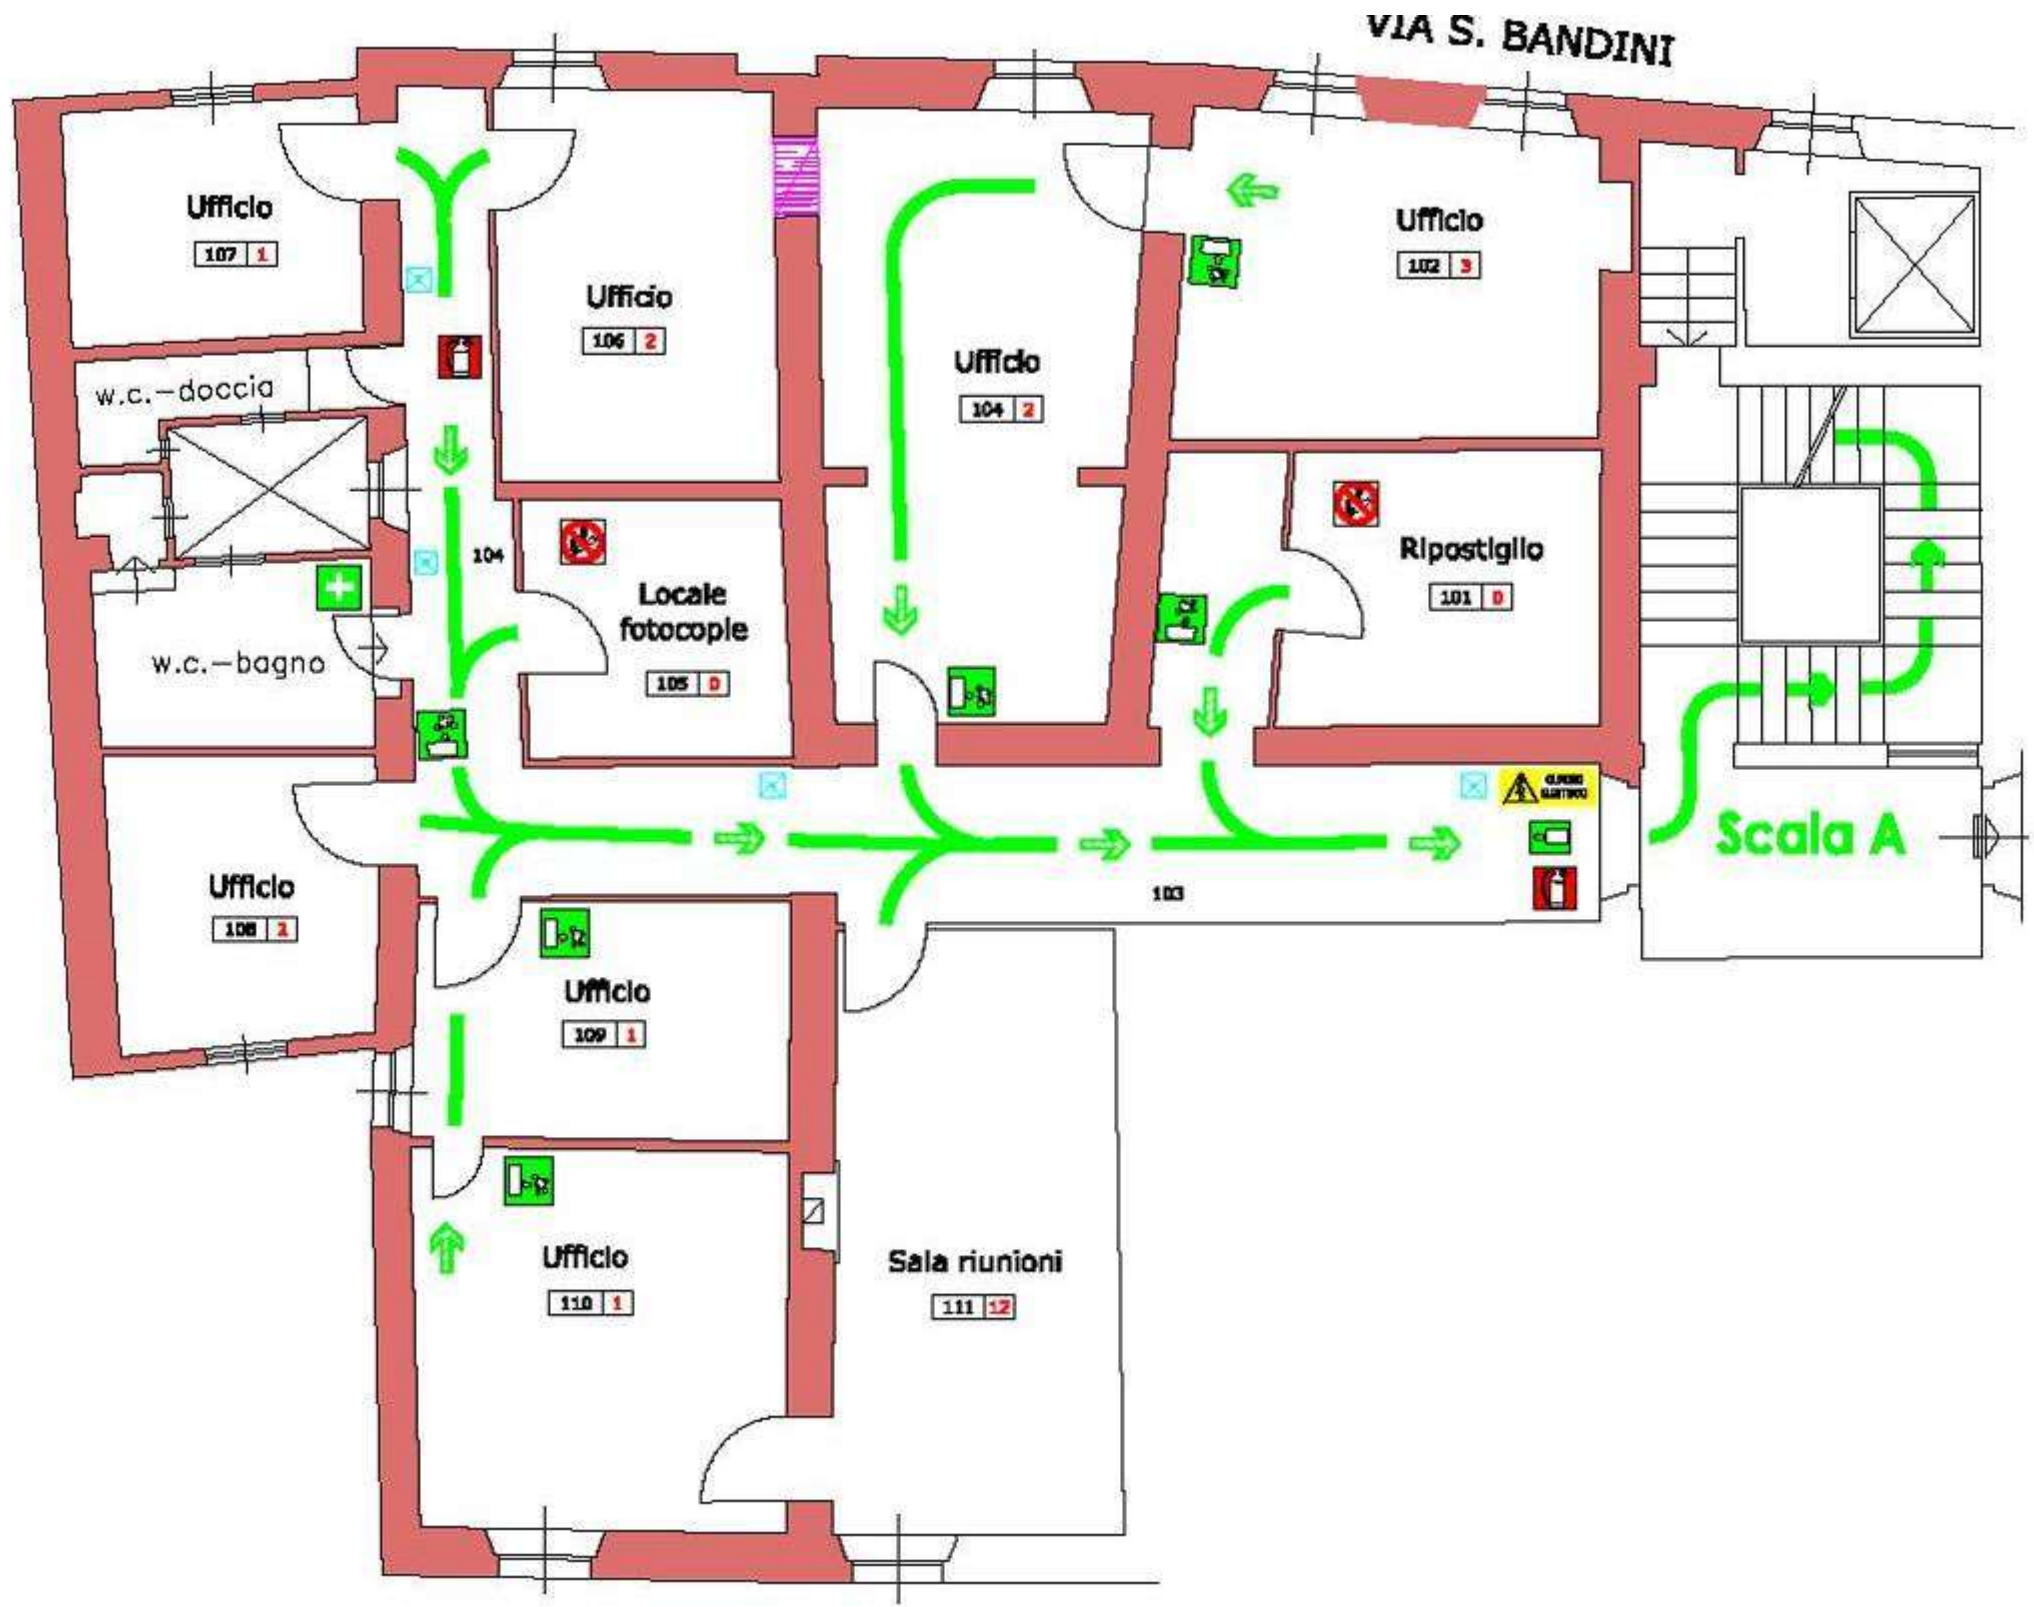 VIA S. BANDINI
Ufficio
107 1
Ufficio
106 2
Ufficio
104 2
Ufficio
102 3
w.c.-doccia
104
Locale
fotocopie
105 0
Ripostiglio
101 0
w.c.-bagno
Scala A
103
Ufficio
108
Ufficio
109 1
Ufficio
110 1
Sala riunioni
111 12